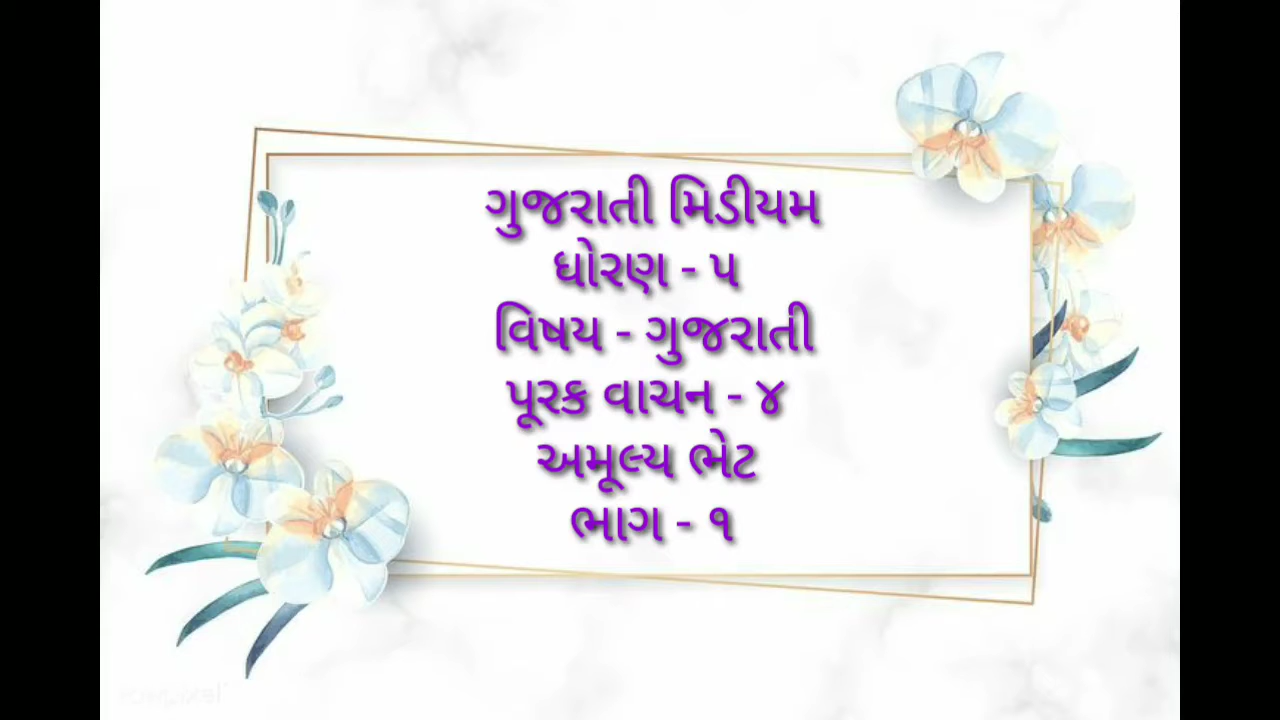 ગુજરાતી મિડીયમ
ધોરણ - ૫
વિષય - ગુજરાતી
પૂરક વાચન - ૪
અમૂલ્ય ભેટ
ભાગ - ૧